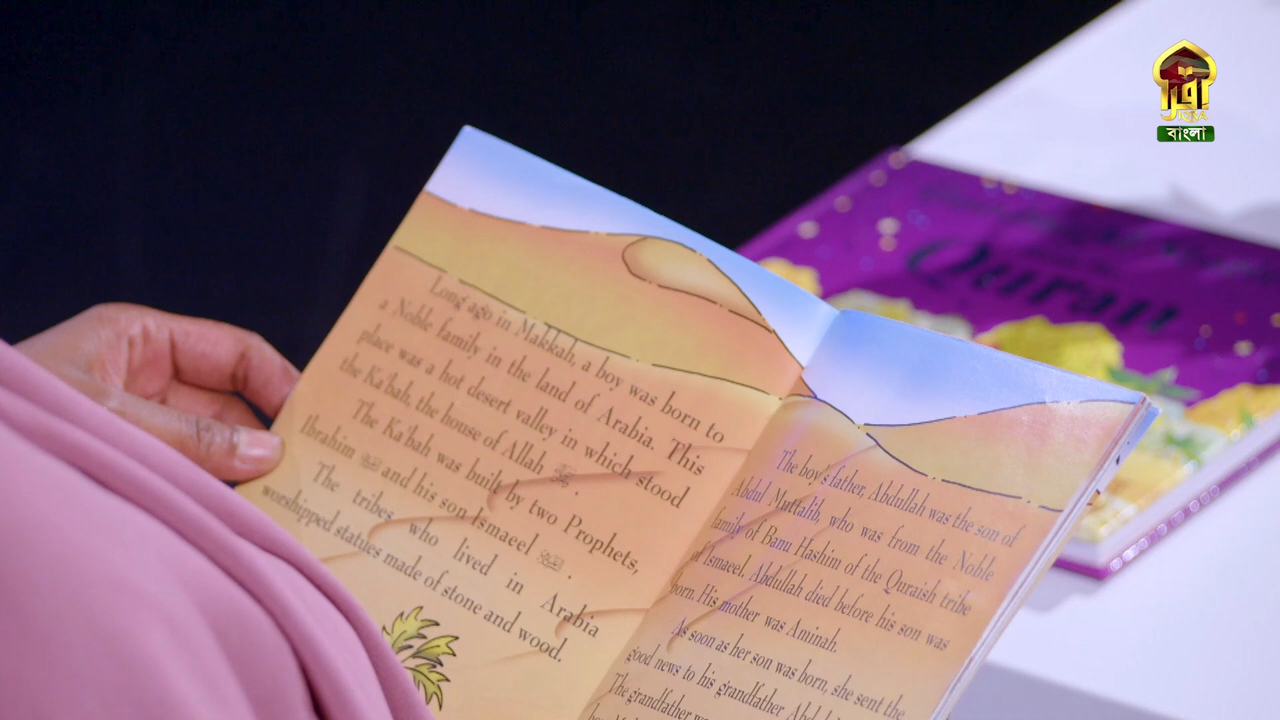 Long ago in Makkah, a boy was born to
a Noble family in the land of Arabia. This
place was a hot desert valley in which stood
the Ka'bah, the house of Allah ﷻ.
The Ka'bah was built by two Prophets,
Ibrahim and his son Ismaeel .
The tribes who lived in Arabia
worshipped statues made of stone and wood.
The boy's father, Abdullah was the son of
Abdul Muttalib, who was from the Noble
family of Banu Hashim of the Quraish tribe
of Ismaeel. Abdullah died before his son was
born. His mother was Aminah.
As soon as her son was born, she sent the
good news to his grandfather
The grandfather
Quran
IQRA
বাংলা